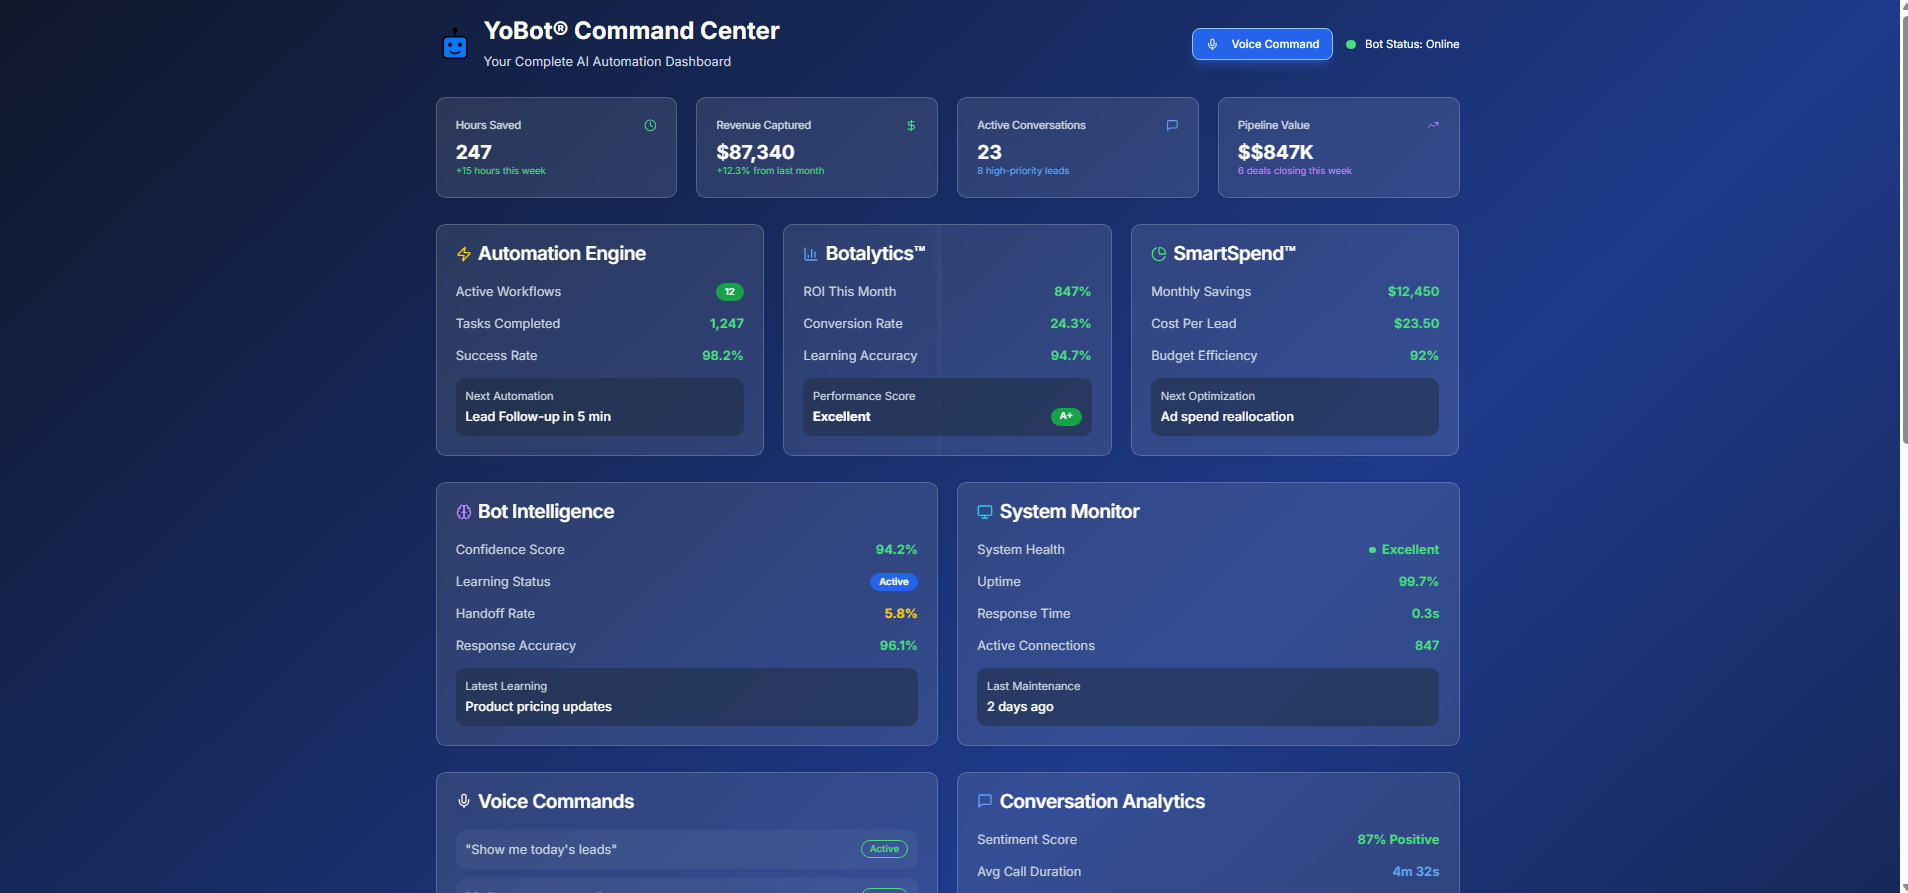 YoBot® Command Center
Your Complete AI Automation Dashboard
Voice Command
Bot Status: Online
Hours Saved
247
+15 hours this week
Revenue Captured
$87,340
+12.3% from last month
Active Conversations
23
8 high-priority leads
Pipeline Value
$$847K
6 deals closing this week
Automation Engine
Active Workflows 12
Tasks Completed 1,247
Success Rate 98.2%
Next Automation
Lead Follow-up in 5 min
Botalytics™
ROI This Month 847%
Conversion Rate 24.3%
Learning Accuracy 94.7%
Performance Score
Excellent A+
SmartSpend™
Monthly Savings $12,450
Cost Per Lead $23.50
Budget Efficiency 92%
Next Optimization
Ad spend reallocation
Bot Intelligence
Confidence Score 94.2%
Learning Status Active
Handoff Rate 5.8%
Response Accuracy 96.1%
Latest Learning
Product pricing updates
System Monitor
System Health Excellent
Uptime 99.7%
Response Time 0.3s
Active Connections 847
Last Maintenance
2 days ago
Voice Commands
"Show me today's leads" Active
Conversation Analytics
Sentiment Score 87% Positive
Avg Call Duration 4m 32s